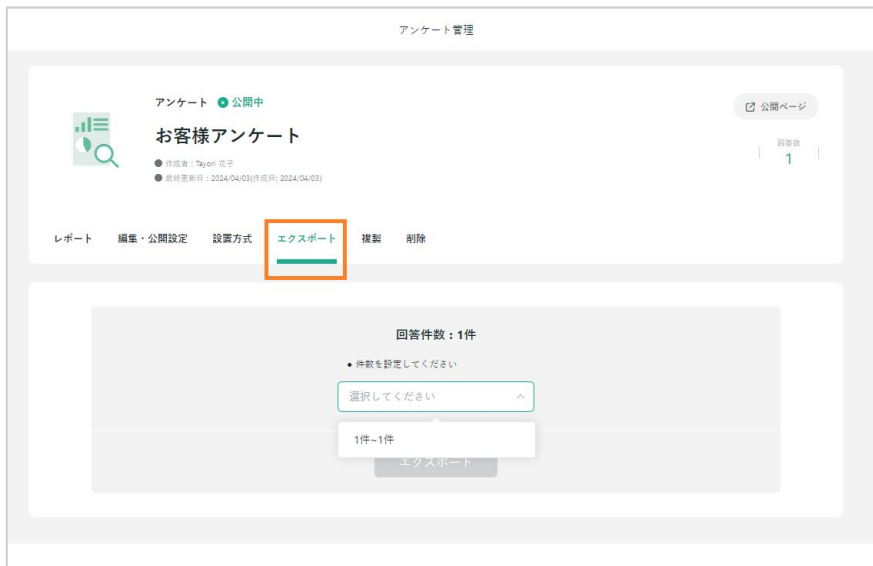 アンケート管理
アンケート 公開中
公開ページ
お客様アンケート
回答数
1
作成者：Tayori 花子
最終更新日：2024/04/03(作成日: 2024/04/03)
レポート 編集・公開設定 設置方式 エクスポート 複製 削除
回答件数：1件
• 件数を設定してください
選択してください
1件~1件
エクスポート